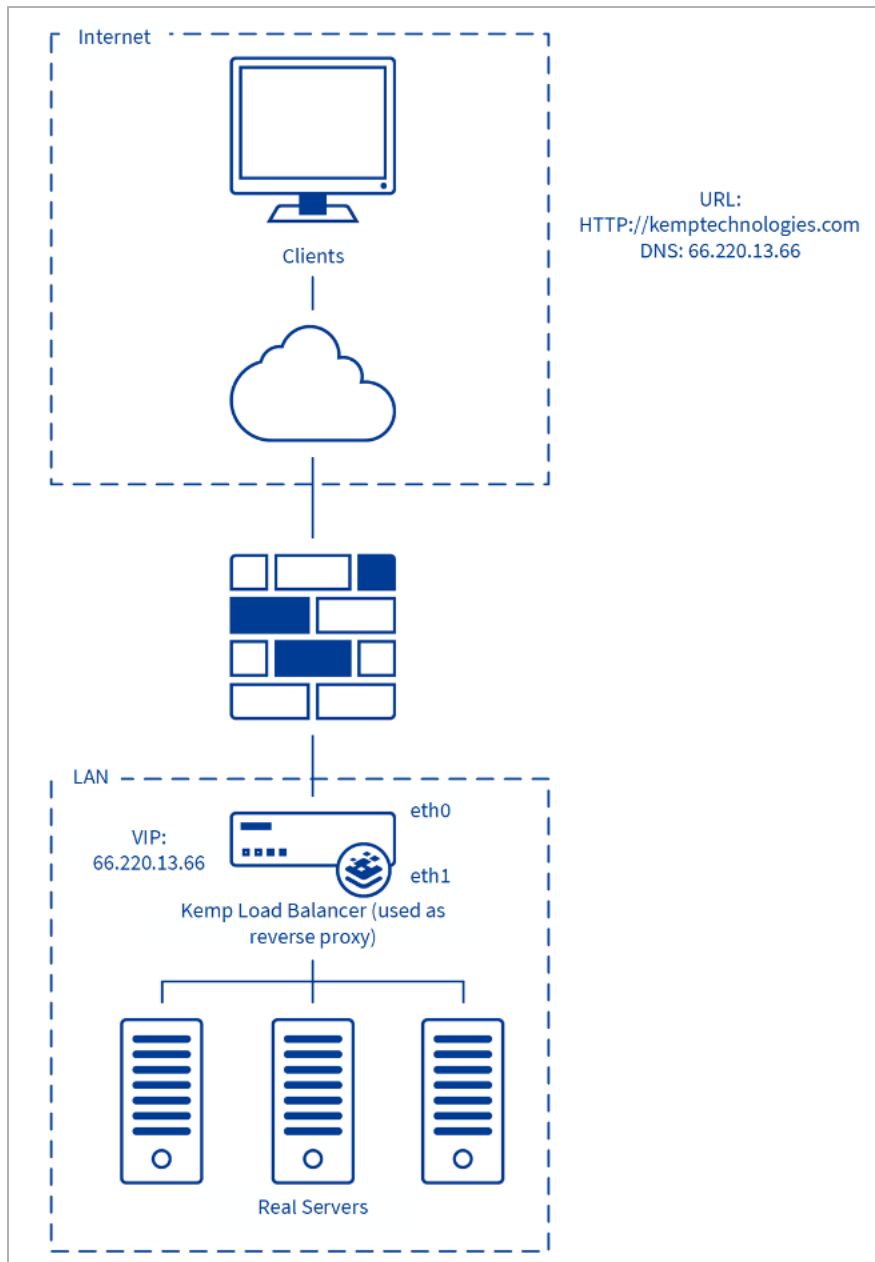 Internet
Clients
URL:
HTTP://kemptechnologies.com
DNS: 66.220.13.66
LAN
eth0
VIP:
66.220.13.66
eth1
Kemp Load Balancer (used as
reverse proxy)
Real Servers